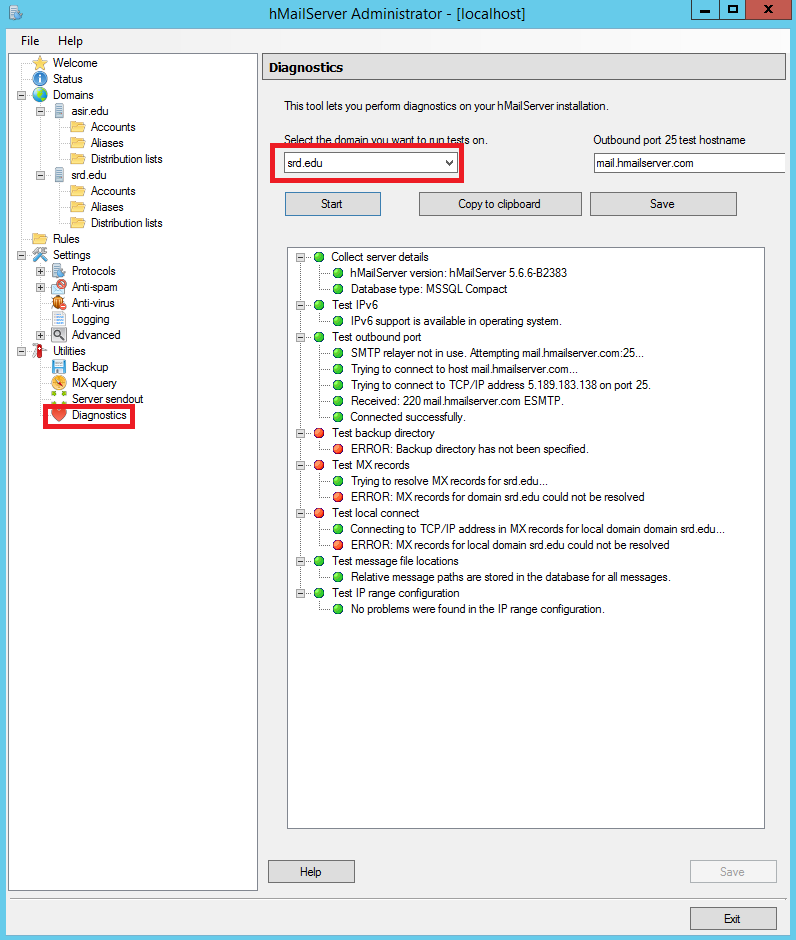 hMailServer Administrator - [localhost]
File Help
Welcome
Status
Domains
asir.edu
Accounts
Aliases
Distribution lists
srd.edu
Accounts
Aliases
Distribution lists
Rules
Settings
Protocols
Anti-spam
Anti-virus
Logging
Advanced
Utilities
Backup
MX-query
Server sendout
Diagnostics
Diagnostics
This tool lets you perform diagnostics on your hMailServer installation.
Select the domain you want to run tests on.
Outbound port 25 test hostname
srd.edu
mail.hmailserver.com
Start
Copy to clipboard
Save
Collect server details
hMailServer version: hMailServer 5.6.6-B2383
Database type: MSSQL Compact
Test IPv6
IPv6 support is available in operating system.
Test outbound port
SMTP relayer not in use. Attempting mail.hmailserver.com:25...
Trying to connect to host mail.hmailserver.com...
Trying to connect to TCP/IP address 5.189.183.138 on port 25.
Received: 220 mail.hmailserver.com ESMTP.
Connected successfully.
Test backup directory
ERROR: Backup directory has not been specified.
Test MX records
Trying to resolve MX records for srd.edu...
ERROR: MX records for domain srd.edu could not be resolved
Test local connect
Connecting to TCP/IP address in MX records for local domain domain srd.edu...
ERROR: MX records for local domain srd.edu could not be resolved
Test message file locations
Relative message paths are stored in the database for all messages.
Test IP range configuration
No problems were found in the IP range configuration.
Help
Save
Exit